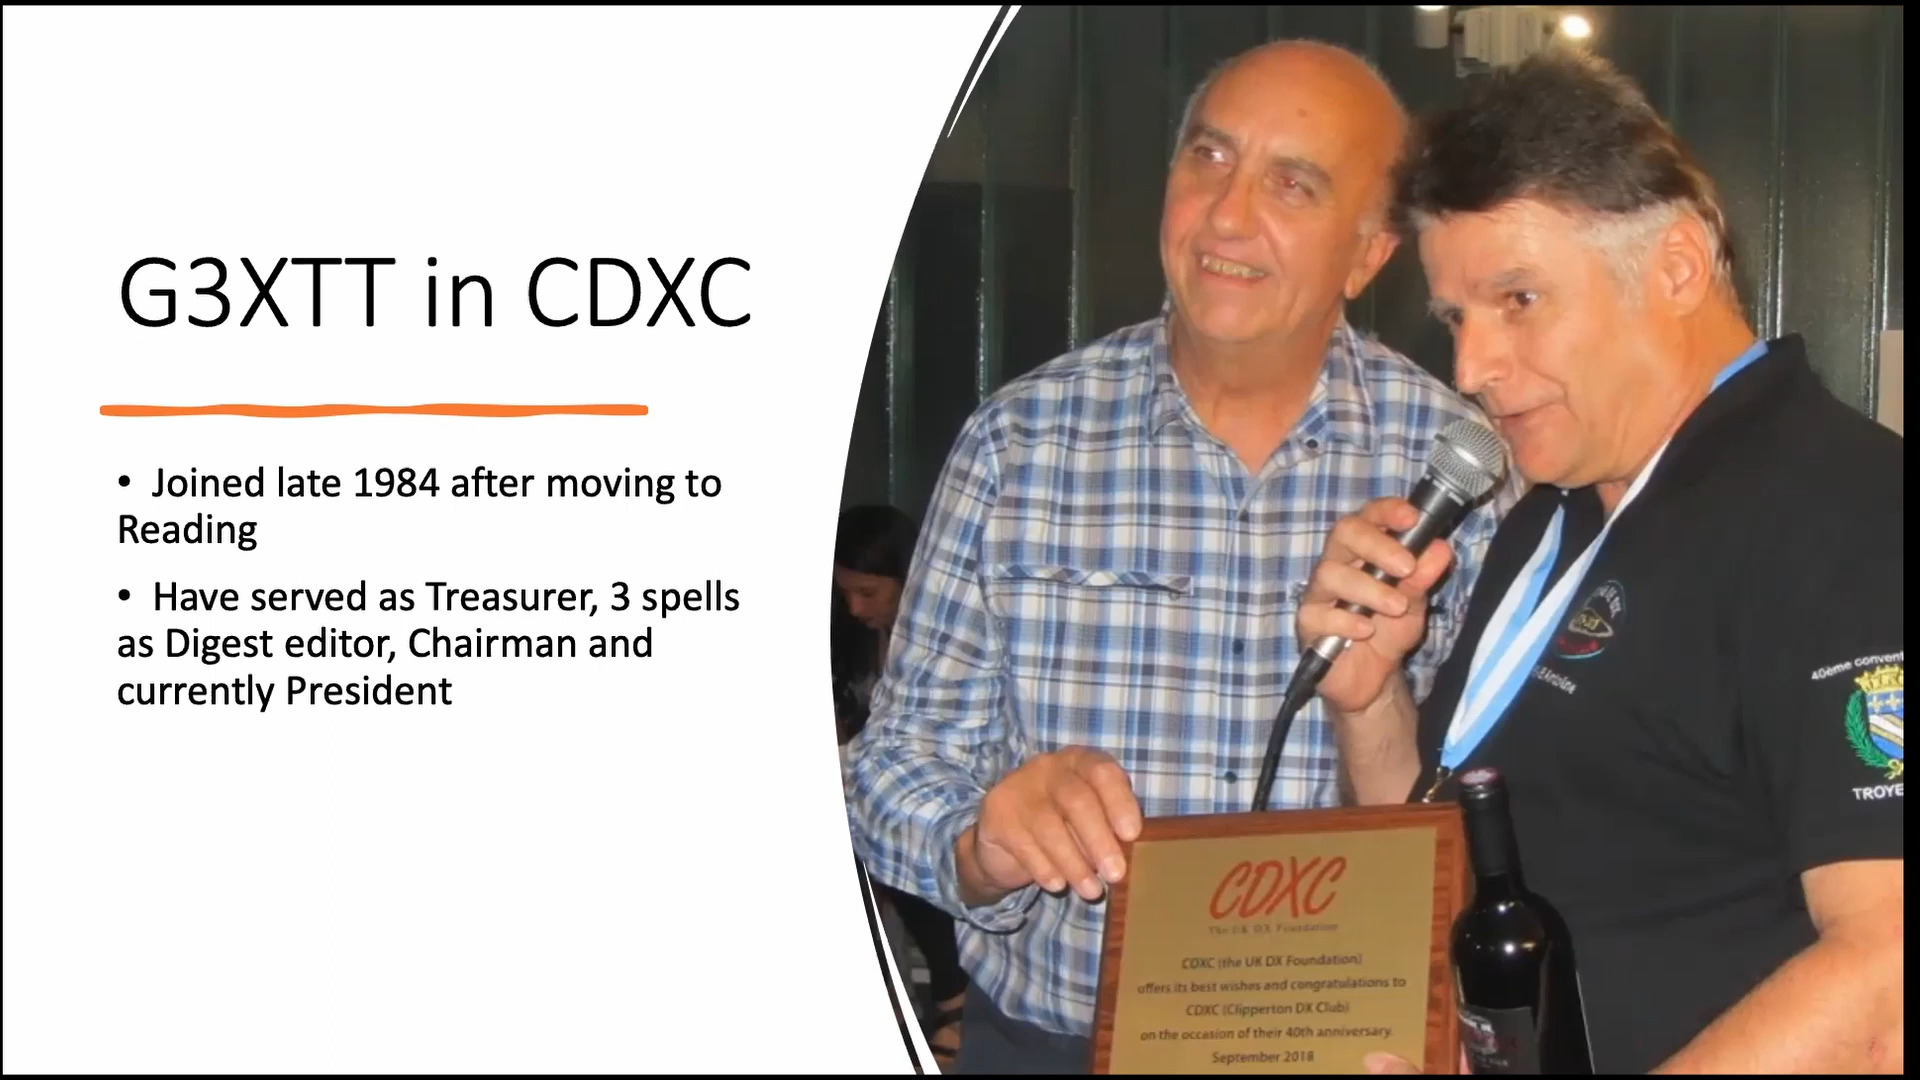 G3XTT in CDXC
• Joined late 1984 after moving to
Reading
• Have served as Treasurer, 3 spells
as Digest editor, Chairman and
currently President
40ème convent
TROYE
CDXC
The UK DX Foundation
CDXC (the UK DX Foundation)
offers its best wishes and congratulations to
CDXC (Clipperton DX Club)
on the occasion of their 40th anniversary.
September 2018